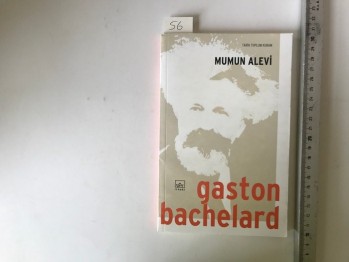 56
MUMUN ALEVİ
gaston
bachelard